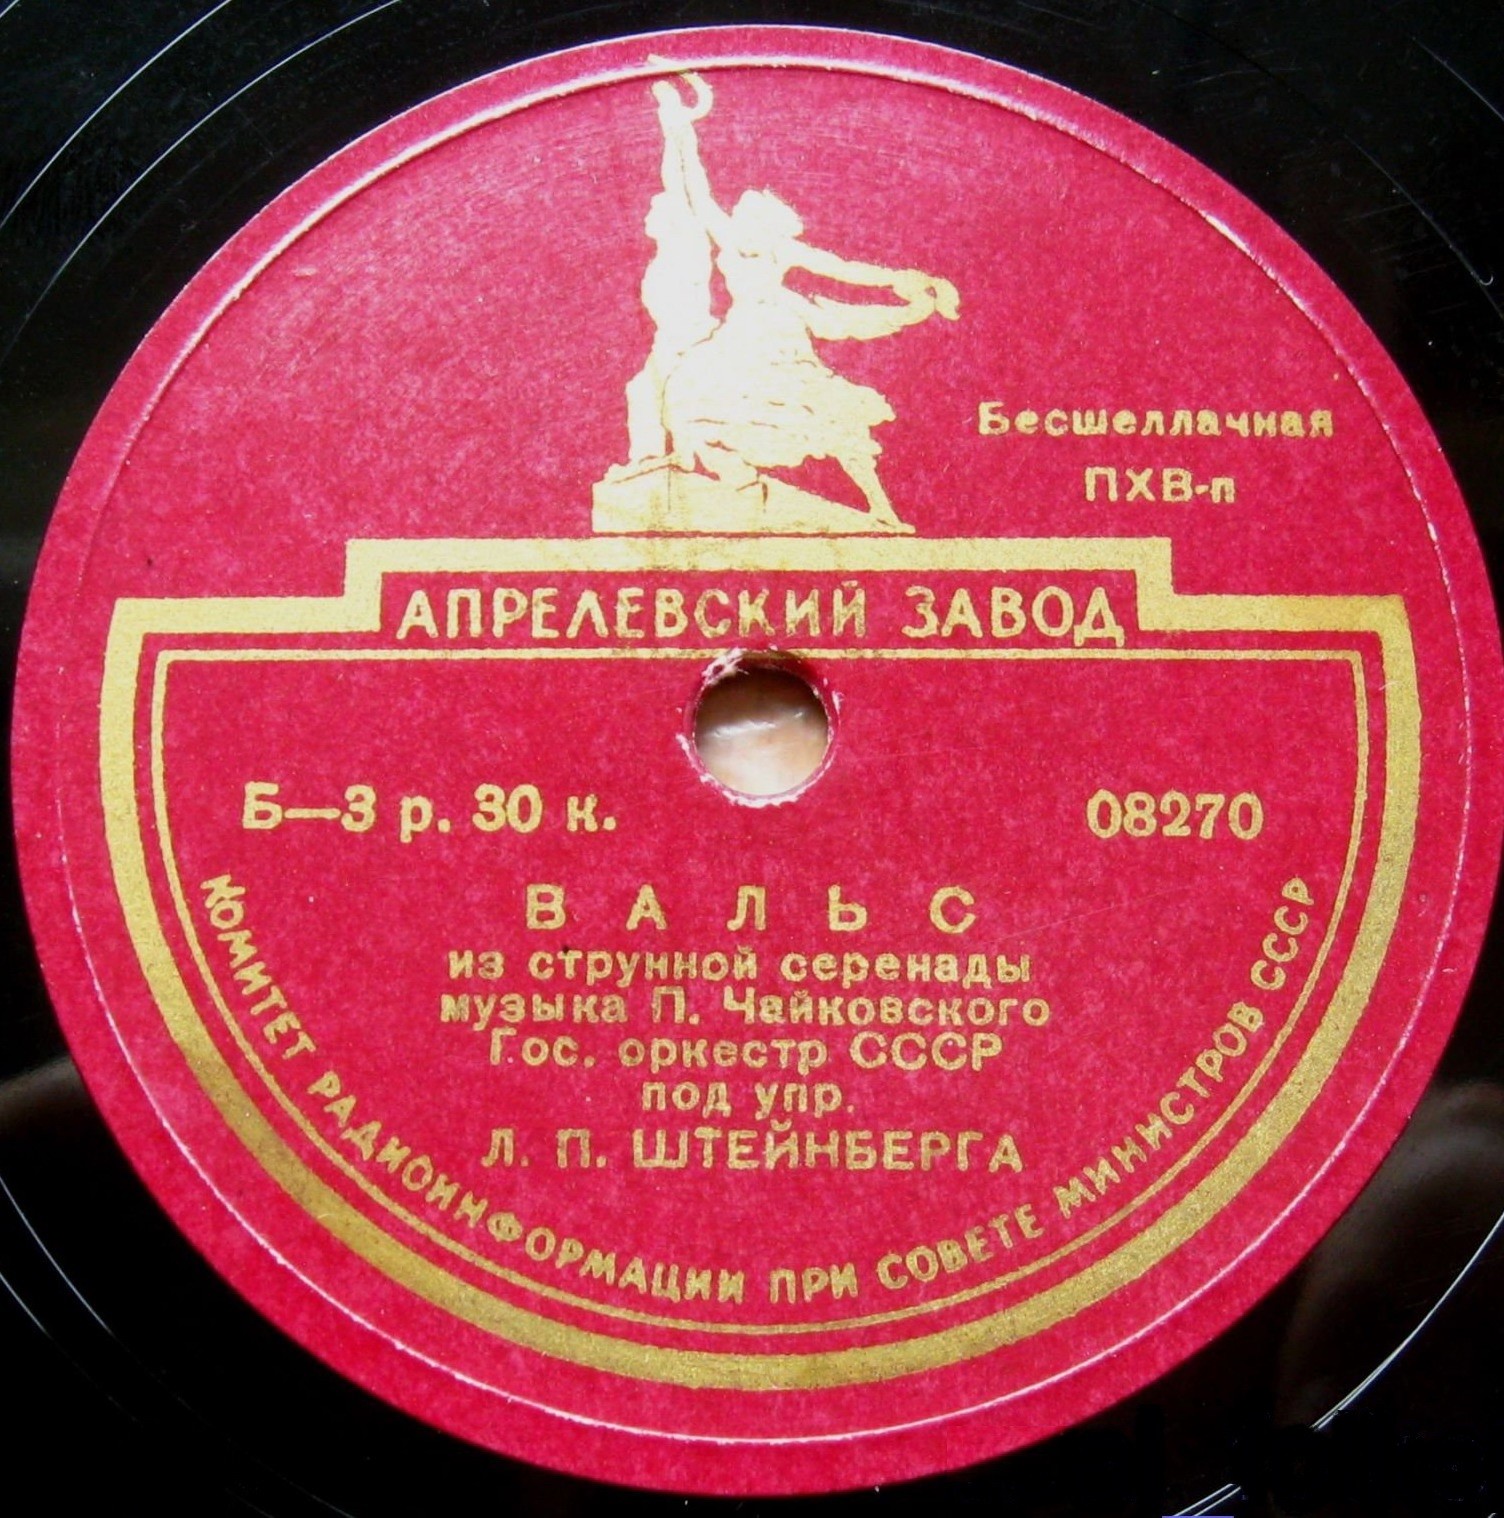 Бесшеллачная
ПХВ-п
АПРЕЛЕВСКИЙ ЗАВОД
Б—3 р. 30 к.
08270
ВАЛЬС
из струнной серенады
музыка П. Чайковского
Гос. оркестр СССР
под упр.
Л. П. ШТЕЙНБЕРГА
КОМИТЕТ РАДИОИНФОРМАЦИИ ПРИ СОВЕТЕ МИНИСТРОВ СССР